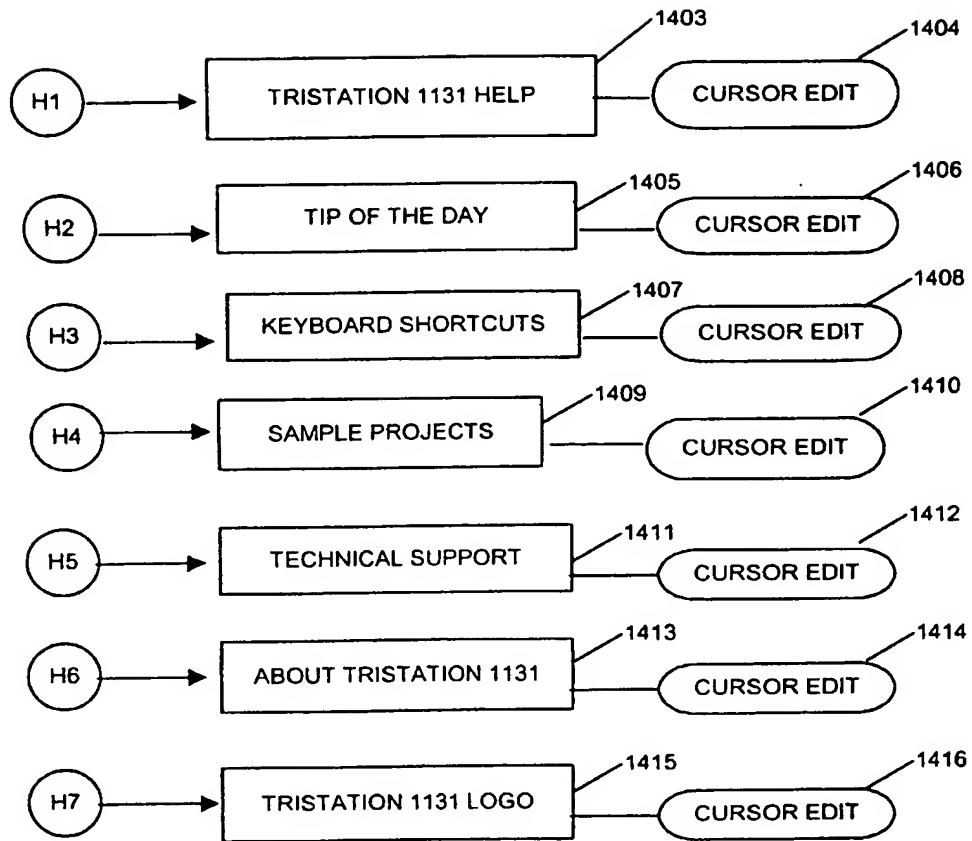 1403
1404
H1
TRISTATION 1131 HELP
CURSOR EDIT
1405
1406
H2
TIP OF THE DAY
CURSOR EDIT
1407
1408
H3
KEYBOARD SHORTCUTS
CURSOR EDIT
1409
1410
H4
SAMPLE PROJECTS
CURSOR EDIT
1411
1412
H5
TECHNICAL SUPPORT
CURSOR EDIT
1413
1414
H6
ABOUT TRISTATION 1131
CURSOR EDIT
1415
1416
H7
TRISTATION 1131 LOGO
CURSOR EDIT